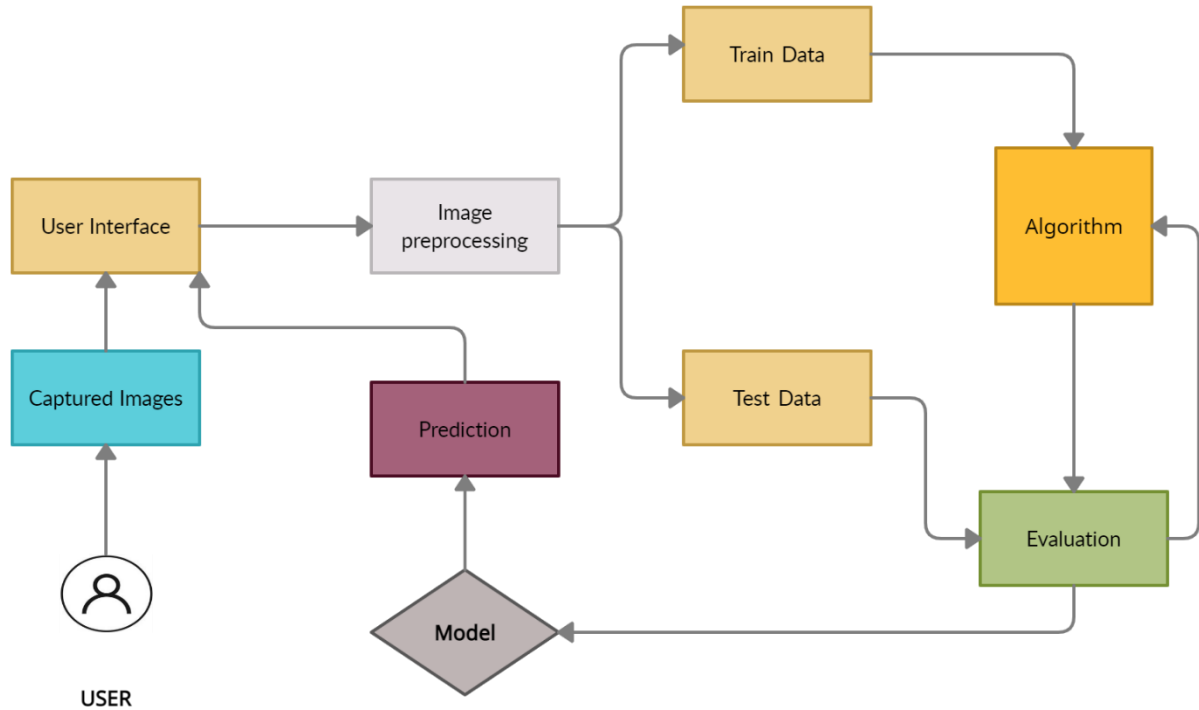 Train Data
User Interface
Image
preprocessing
Algorithm
Captured Images
Test Data
Prediction
Evaluation
Model
USER